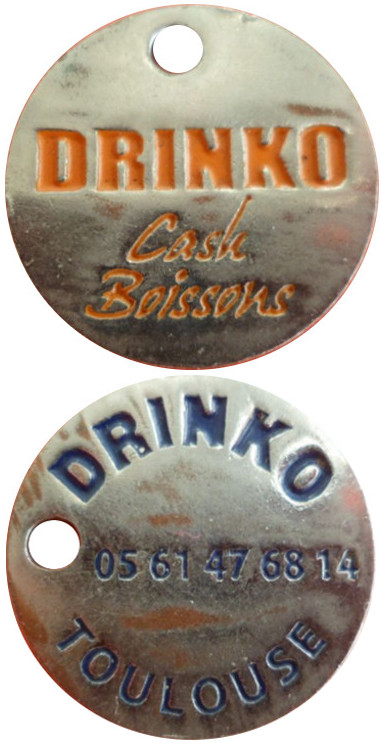 DRINKO
Cash
Boissons
DRINKO
05 61 47 68 14
TOULOUSE